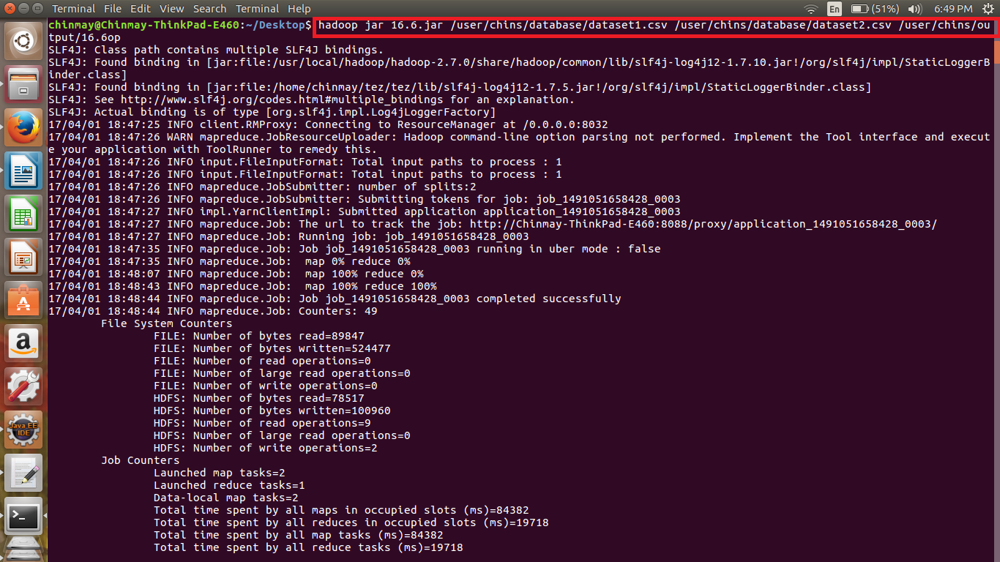 Terminal File Edit View Search Terminal Help En (51%) 6:49 PM
chinmay@Chinmay-ThinkPad-E460:~/Desktop$ hadoop jar 16.6.jar /user/chins/database/dataset1.csv /user/chins/database/dataset2.csv /user/chins/ou
tput/16.6op
SLF4J: Class path contains multiple SLF4J bindings.
SLF4J: Found binding in [jar:file:/usr/local/hadoop/hadoop-2.7.0/share/hadoop/common/lib/slf4j-log4j12-1.7.10.jar!/org/slf4j/impl/StaticLoggerB
inder.class]
SLF4J: Found binding in [jar:file:/home/chinmay/tez/tez/lib/slf4j-log4j12-1.7.5.jar!/org/slf4j/impl/StaticLoggerBinder.class]
SLF4J: See http://www.slf4j.org/codes.html#multiple_bindings for an explanation.
SLF4J: Actual binding is of type [org.slf4j.impl.Log4jLoggerFactory]
17/04/01 18:47:25 INFO client.RMProxy: Connecting to ResourceManager at /0.0.0.0:8032
17/04/01 18:47:26 WARN mapreduce.JobResourceUploader: Hadoop command-line option parsing not performed. Implement the Tool interface and execut
e your application with ToolRunner to remedy this.
17/04/01 18:47:26 INFO input.FileInputFormat: Total input paths to process : 1
17/04/01 18:47:26 INFO input.FileInputFormat: Total input paths to process : 1
17/04/01 18:47:26 INFO mapreduce.JobSubmitter: number of splits:2
17/04/01 18:47:26 INFO mapreduce.JobSubmitter: Submitting tokens for job: job_1491051658428_0003
17/04/01 18:47:27 INFO impl.YarnClientImpl: Submitted application application_1491051658428_0003
17/04/01 18:47:27 INFO mapreduce.Job: The url to track the job: http://Chinmay-ThinkPad-E460:8088/proxy/application_1491051658428_0003/
17/04/01 18:47:27 INFO mapreduce.Job: Running job: job_1491051658428_0003
17/04/01 18:47:35 INFO mapreduce.Job: Job job_1491051658428_0003 running in uber mode : false
17/04/01 18:47:35 INFO mapreduce.Job:  map 0% reduce 0%
17/04/01 18:48:07 INFO mapreduce.Job:  map 100% reduce 0%
17/04/01 18:48:43 INFO mapreduce.Job:  map 100% reduce 100%
17/04/01 18:48:44 INFO mapreduce.Job: Job job_1491051658428_0003 completed successfully
17/04/01 18:48:44 INFO mapreduce.Job: Counters: 49
File System Counters
FILE: Number of bytes read=89847
FILE: Number of bytes written=524477
FILE: Number of read operations=0
FILE: Number of large read operations=0
FILE: Number of write operations=0
HDFS: Number of bytes read=78517
HDFS: Number of bytes written=100960
HDFS: Number of read operations=9
HDFS: Number of large read operations=0
HDFS: Number of write operations=2
Job Counters
Launched map tasks=2
Launched reduce tasks=1
Data-local map tasks=2
Total time spent by all maps in occupied slots (ms)=84382
Total time spent by all reduces in occupied slots (ms)=19718
Total time spent by all map tasks (ms)=84382
Total time spent by all reduce tasks (ms)=19718
Java EE
IDE